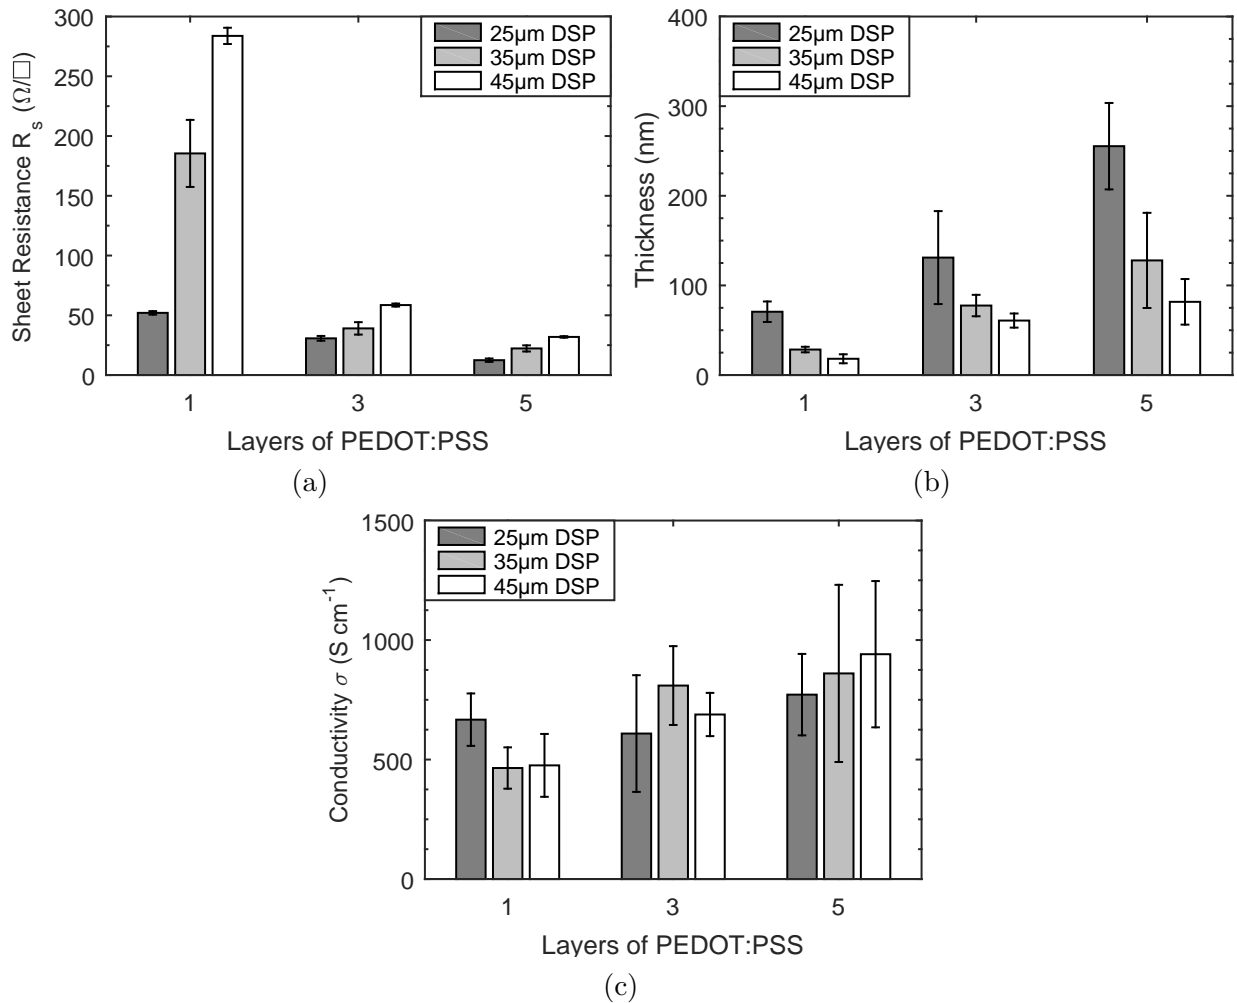 300
250
200
150
100
50
0
Sheet Resistance R_s (Ω/□)
25µm DSP
35µm DSP
45µm DSP
1 3 5
Layers of PEDOT:PSS
(a)
400
300
200
100
0
Thickness (nm)
25µm DSP
35µm DSP
45µm DSP
1 3 5
Layers of PEDOT:PSS
(b)
1500
1000
500
0
Conductivity σ (S cm⁻¹)
25µm DSP
35µm DSP
45µm DSP
1 3 5
Layers of PEDOT:PSS
(c)